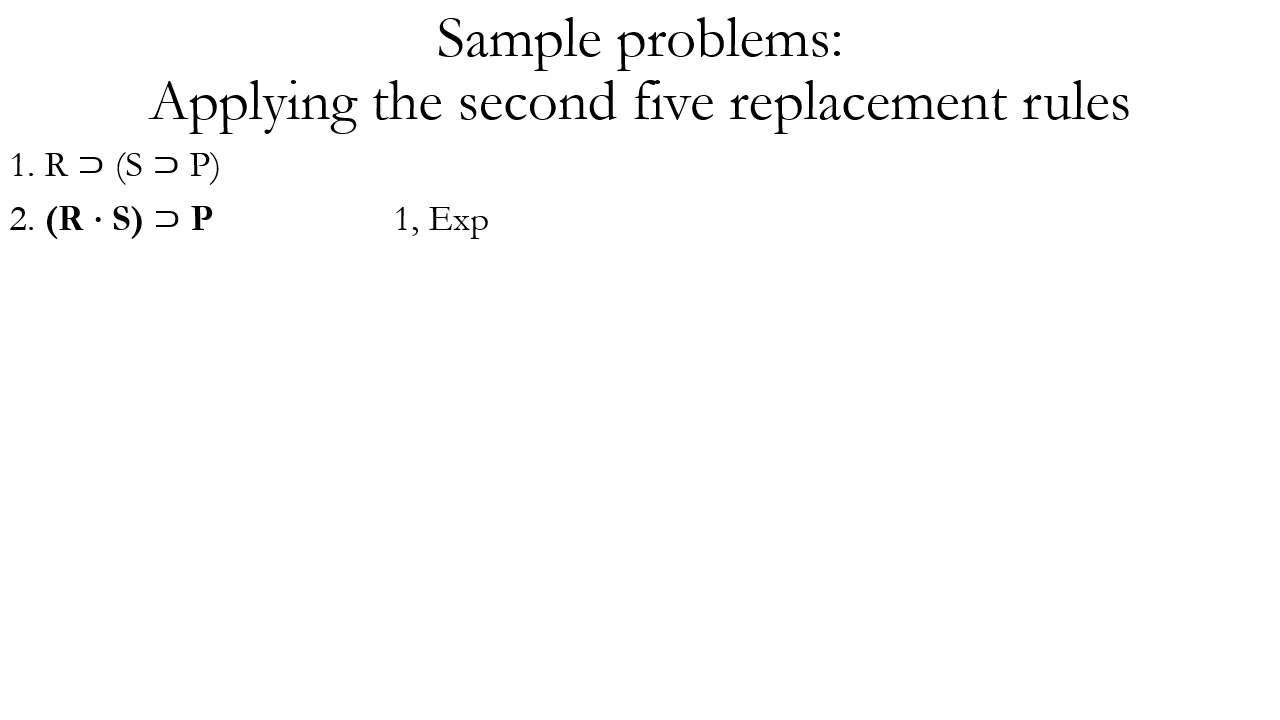 Sample problems:
Applying the second five replacement rules
1. R ⊃ (S ⊃ P)
2. (R · S) ⊃ P 1, Exp